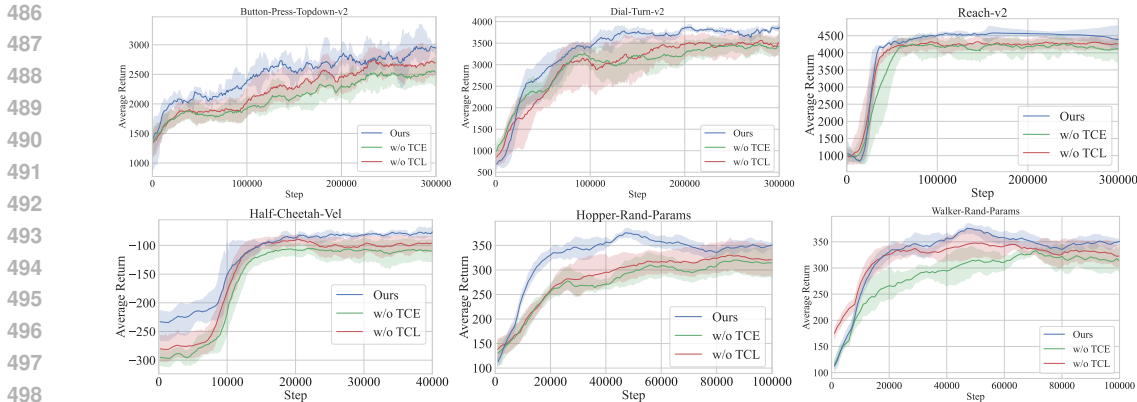 486
487
488
489
490
491
492
493
494
495
496
497
498
Button-Press-Topdown-v2
Average Return
3000
2500
2000
1500
1000
0
100000
200000
300000
Step
Ours
w/o TCE
w/o TCL
Dial-Turn-v2
Average Return
4000
3500
3000
2500
2000
1500
1000
500
0
100000
200000
300000
Step
Ours
w/o TCE
w/o TCL
Reach-v2
Average Return
4500
4000
3500
3000
2500
2000
1500
1000
0
100000
200000
300000
Step
Ours
w/o TCE
w/o TCL
Half-Cheetah-Vel
Average Return
−100
−150
−200
−250
−300
0
10000
20000
30000
40000
Step
Ours
w/o TCE
w/o TCL
Hopper-Rand-Params
Average Return
350
300
250
200
150
100
0
20000
40000
60000
80000
100000
Step
Ours
w/o TCE
w/o TCL
Walker-Rand-Params
Average Return
350
300
250
200
150
100
0
20000
40000
60000
80000
100000
Step
Ours
w/o TCE
w/o TCL